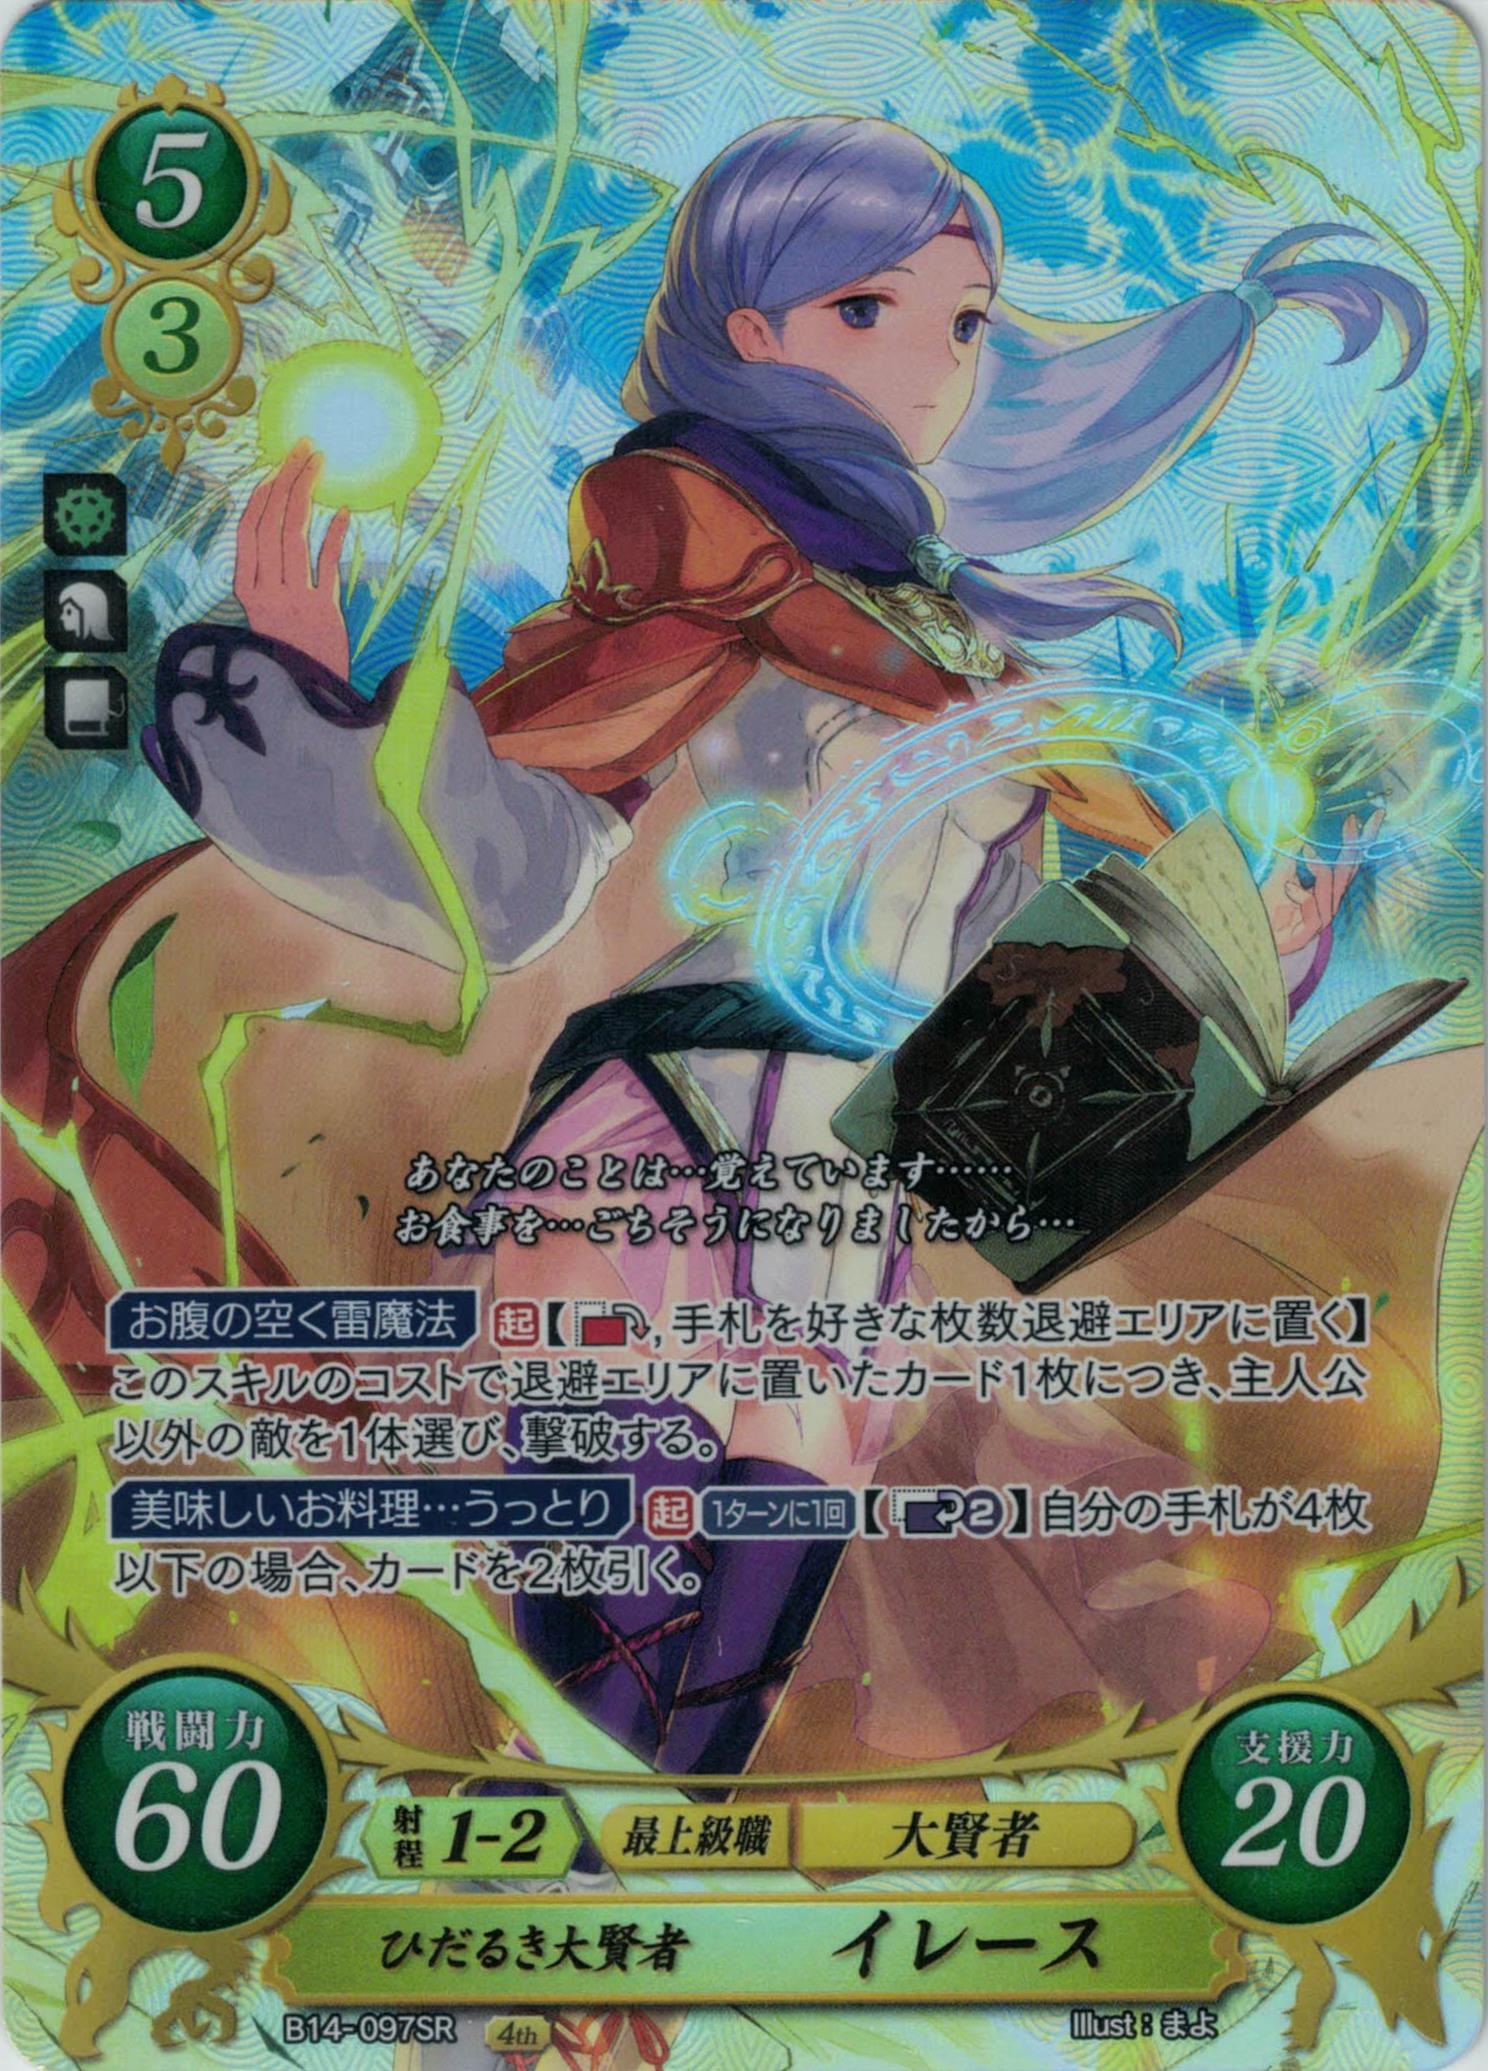 5
3
あなたのことは…覚えています……
お食事を…ごちそうになりましたから…
お腹の空く雷魔法 起【 ,手札を好きな枚数退避エリアに置く】
このスキルのコストで退避エリアに置いたカード1枚につき、主人公
以外の敵を1体選び、撃破する。
美味しいお料理…うっとり 起 1ターンに1回【 2】自分の手札が4枚
以下の場合、カードを2枚引く。
戦闘力
60
射程 1-2 最上級職 大賢者
支援力
20
ひだるき大賢者 イレース
B14-097SR 4th Illust：まよ